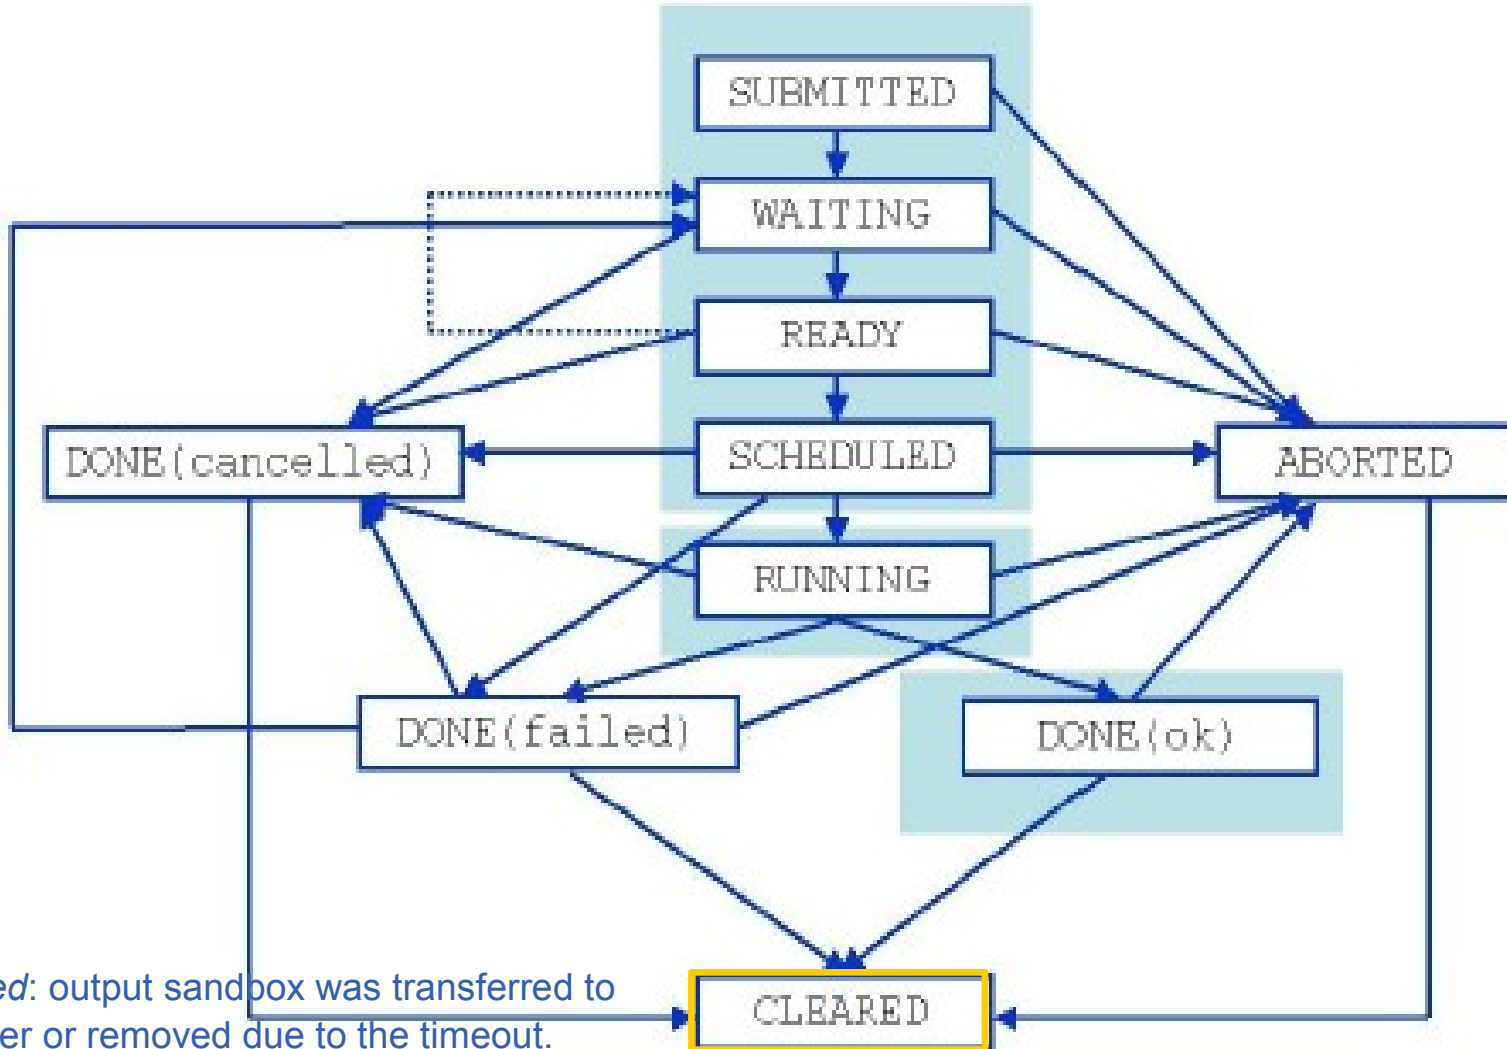 SUBMITTED
WAITING
READY
SCHEDULED
DONE(cancelled)
ABORTED
RUNNING
DONE(failed)
DONE(ok)
CLEARED
ed: output sandbox was transferred to
er or removed due to the timeout.